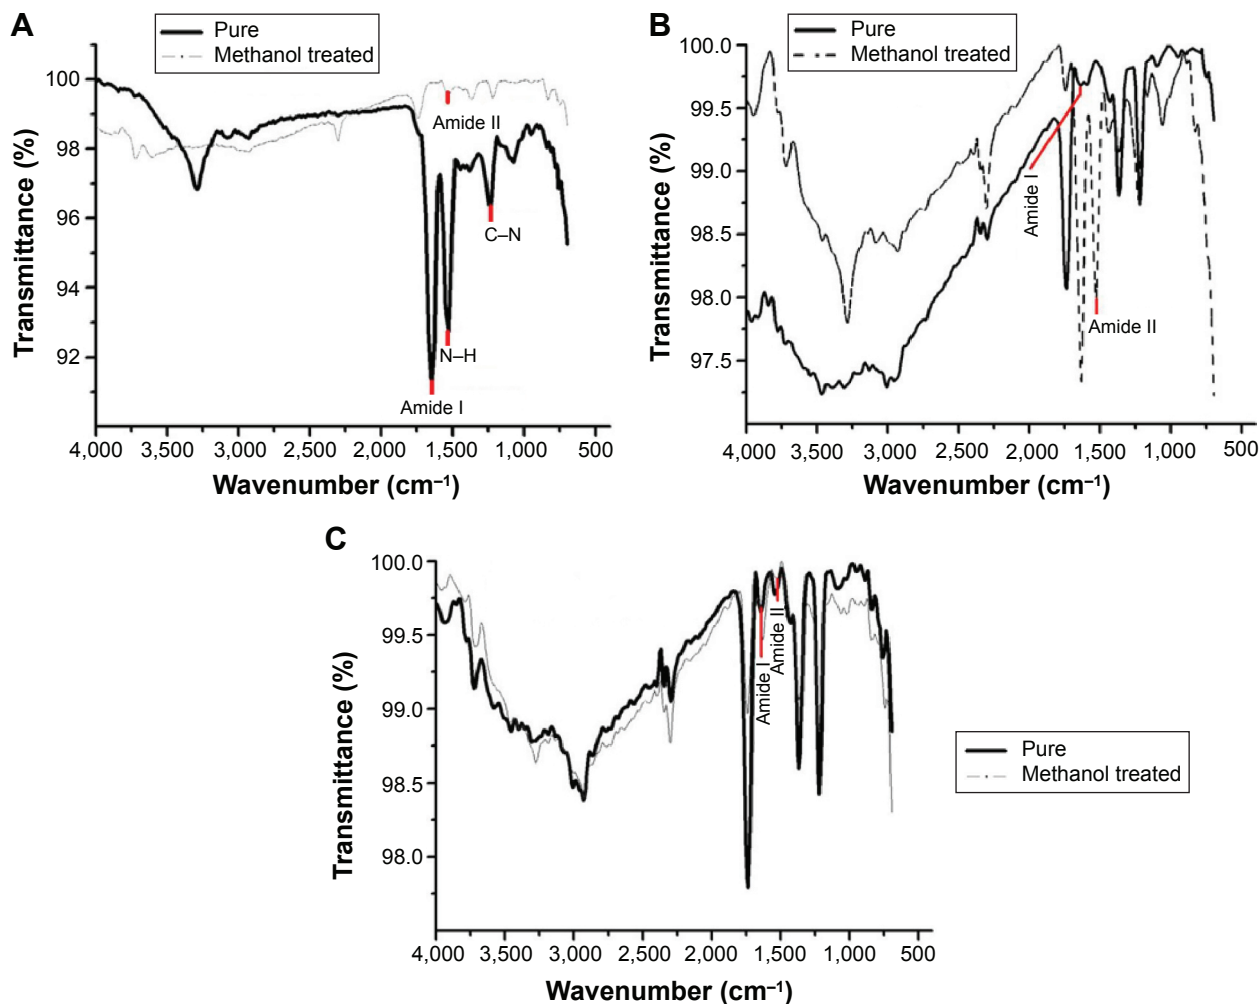 A
Pure
Methanol treated
100
98
96
94
92
Transmittance (%)
Amide II
C–N
N–H
Amide I
4,000 3,500 3,000 2,500 2,000 1,500 1,000 500
Wavenumber (cm⁻¹)
B
Pure
Methanol treated
100.0
99.5
99.0
98.5
98.0
97.5
Transmittance (%)
Amide I
Amide II
4,000 3,500 3,000 2,500 2,000 1,500 1,000 500
Wavenumber (cm⁻¹)
C
100.0
99.5
99.0
98.5
98.0
Transmittance (%)
Amide I
Amide II
Pure
Methanol treated
4,000 3,500 3,000 2,500 2,000 1,500 1,000 500
Wavenumber (cm⁻¹)